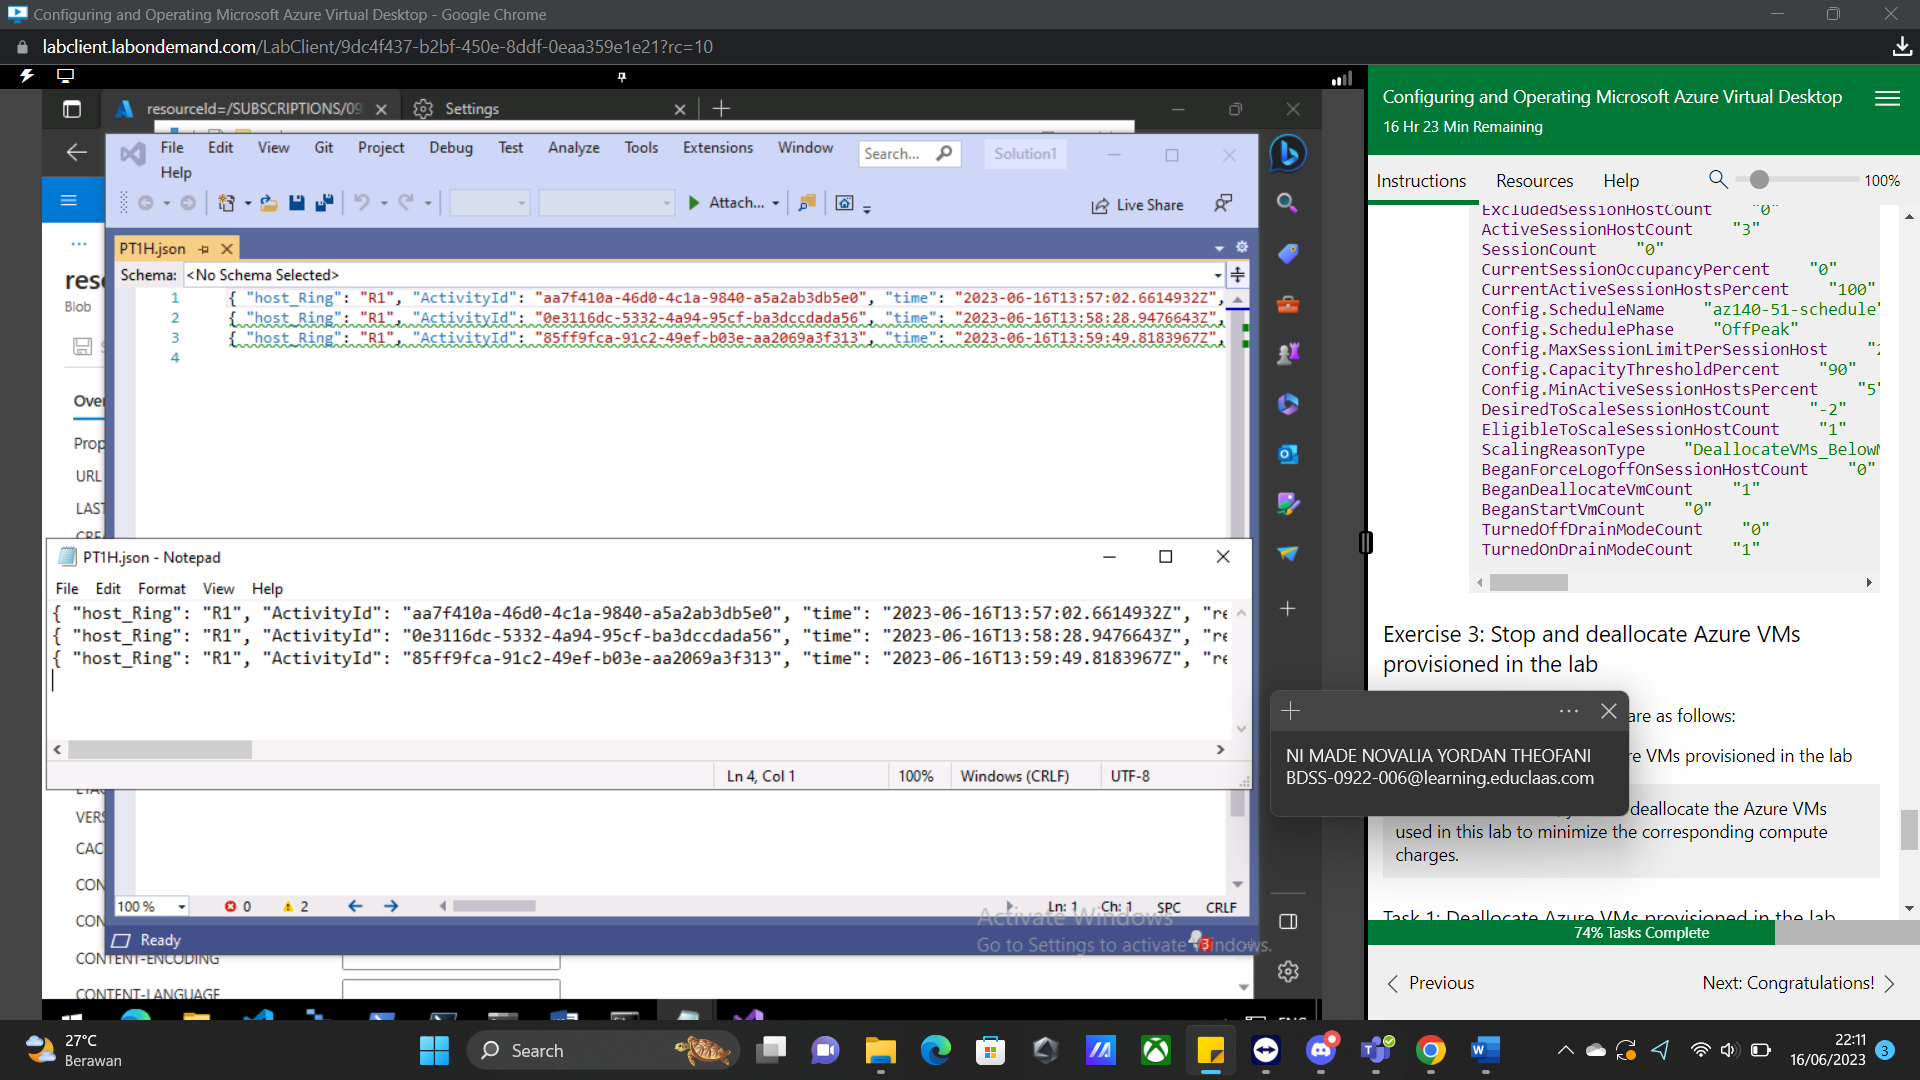 Configuring and Operating Microsoft Azure Virtual Desktop - Google Chrome
labclient.labondemand.com/LabClient/9dc4f437-b2bf-450e-8ddf-0eaa359e1e21?rc=10
resourceId=/SUBSCRIPTIONS/09
Settings
File Edit View Git Project Debug Test Analyze Tools Extensions Window
Help
Search...
Solution1
Attach...
Live Share
PT1H.json
Schema: <No Schema Selected>
1 { "host_Ring": "R1", "ActivityId": "aa7f410a-46d0-4c1a-9840-a5a2ab3db5e0", "time": "2023-06-16T13:57:02.6614932Z",
2 { "host_Ring": "R1", "ActivityId": "0e3116dc-5332-4a94-95cf-ba3dccdada56", "time": "2023-06-16T13:58:28.9476643Z",
3 { "host_Ring": "R1", "ActivityId": "85ff9fca-91c2-49ef-b03e-aa2069a3f313", "time": "2023-06-16T13:59:49.8183967Z",
4
reso
Blob
Over
Prop
URL
LAST
CREA
PT1H.json - Notepad
File Edit Format View Help
{ "host_Ring": "R1", "ActivityId": "aa7f410a-46d0-4c1a-9840-a5a2ab3db5e0", "time": "2023-06-16T13:57:02.6614932Z", "re
{ "host_Ring": "R1", "ActivityId": "0e3116dc-5332-4a94-95cf-ba3dccdada56", "time": "2023-06-16T13:58:28.9476643Z", "re
{ "host_Ring": "R1", "ActivityId": "85ff9fca-91c2-49ef-b03e-aa2069a3f313", "time": "2023-06-16T13:59:49.8183967Z", "re
Ln 4, Col 1 100% Windows (CRLF) UTF-8
ETAG
VERS
CAC
CON
CON
CONTENT-ENCODING
CONTENT-LANGUAGE
100 % 0 2 Ln: 1 Ch: 1 SPC CRLF
Ready
3
Activate Windows
Go to Settings to activate Windows.
ENG
Configuring and Operating Microsoft Azure Virtual Desktop
16 Hr 23 Min Remaining
Instructions Resources Help 100%
ExcludedSessionHostCount "0"
ActiveSessionHostCount "3"
SessionCount "0"
CurrentSessionOccupancyPercent "0"
CurrentActiveSessionHostsPercent "100"
Config.ScheduleName "az140-51-schedule"
Config.SchedulePhase "OffPeak"
Config.MaxSessionLimitPerSessionHost "2
Config.CapacityThresholdPercent "90"
Config.MinActiveSessionHostsPercent "5"
DesiredToScaleSessionHostCount "-2"
EligibleToScaleSessionHostCount "1"
ScalingReasonType "DeallocateVMs_BelowM
BeganForceLogoffOnSessionHostCount "0"
BeganDeallocateVmCount "1"
BeganStartVmCount "0"
TurnedOffDrainModeCount "0"
TurnedOnDrainModeCount "1"
Exercise 3: Stop and deallocate Azure VMs
provisioned in the lab
are as follows:
re VMs provisioned in the lab
deallocate the Azure VMs
used in this lab to minimize the corresponding compute
charges.
Task 1: Deallocate Azure VMs provisioned in the lab
74% Tasks Complete
Previous
Next: Congratulations!
NI MADE NOVALIA YORDAN THEOFANI
BDSS-0922-006@learning.educlaas.com
27°C
Berawan
Search
22:11
16/06/2023
3